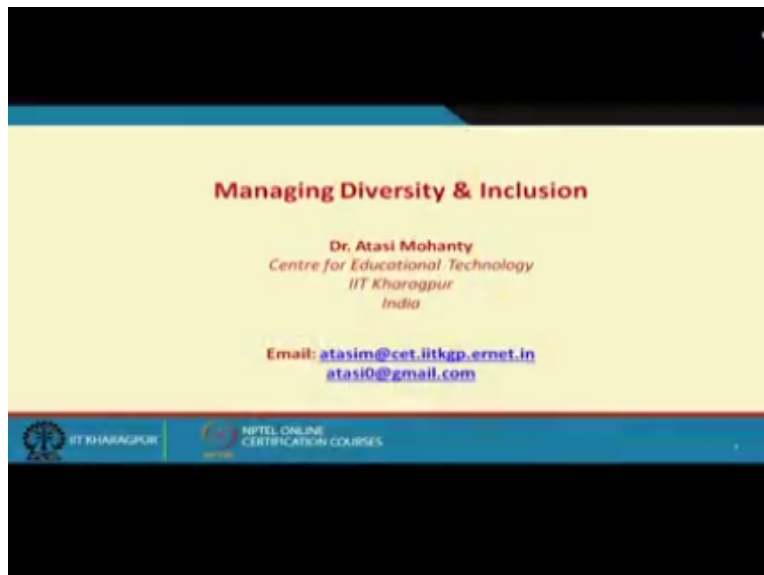 Managing Diversity & Inclusion
Dr. Atasi Mohanty
Centre for Educational Technology
IIT Kharagpur
India
Email: atasim@cet.iitkgp.ernet.in
atasi0@gmail.com
IIT KHARAGPUR
NPTEL ONLINE
CERTIFICATION COURSES